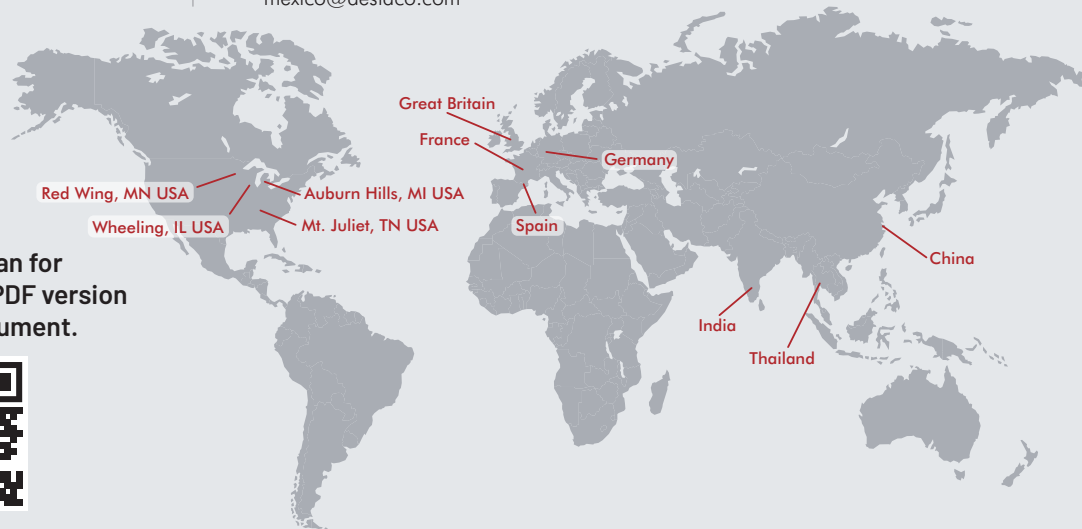 mexico@destaco.com
Great Britain
France
Germany
Red Wing, MN USA
Auburn Hills, MI USA
Wheeling, IL USA
Mt. Juliet, TN USA
Spain
China
an for
PDF version
ument.
India
Thailand